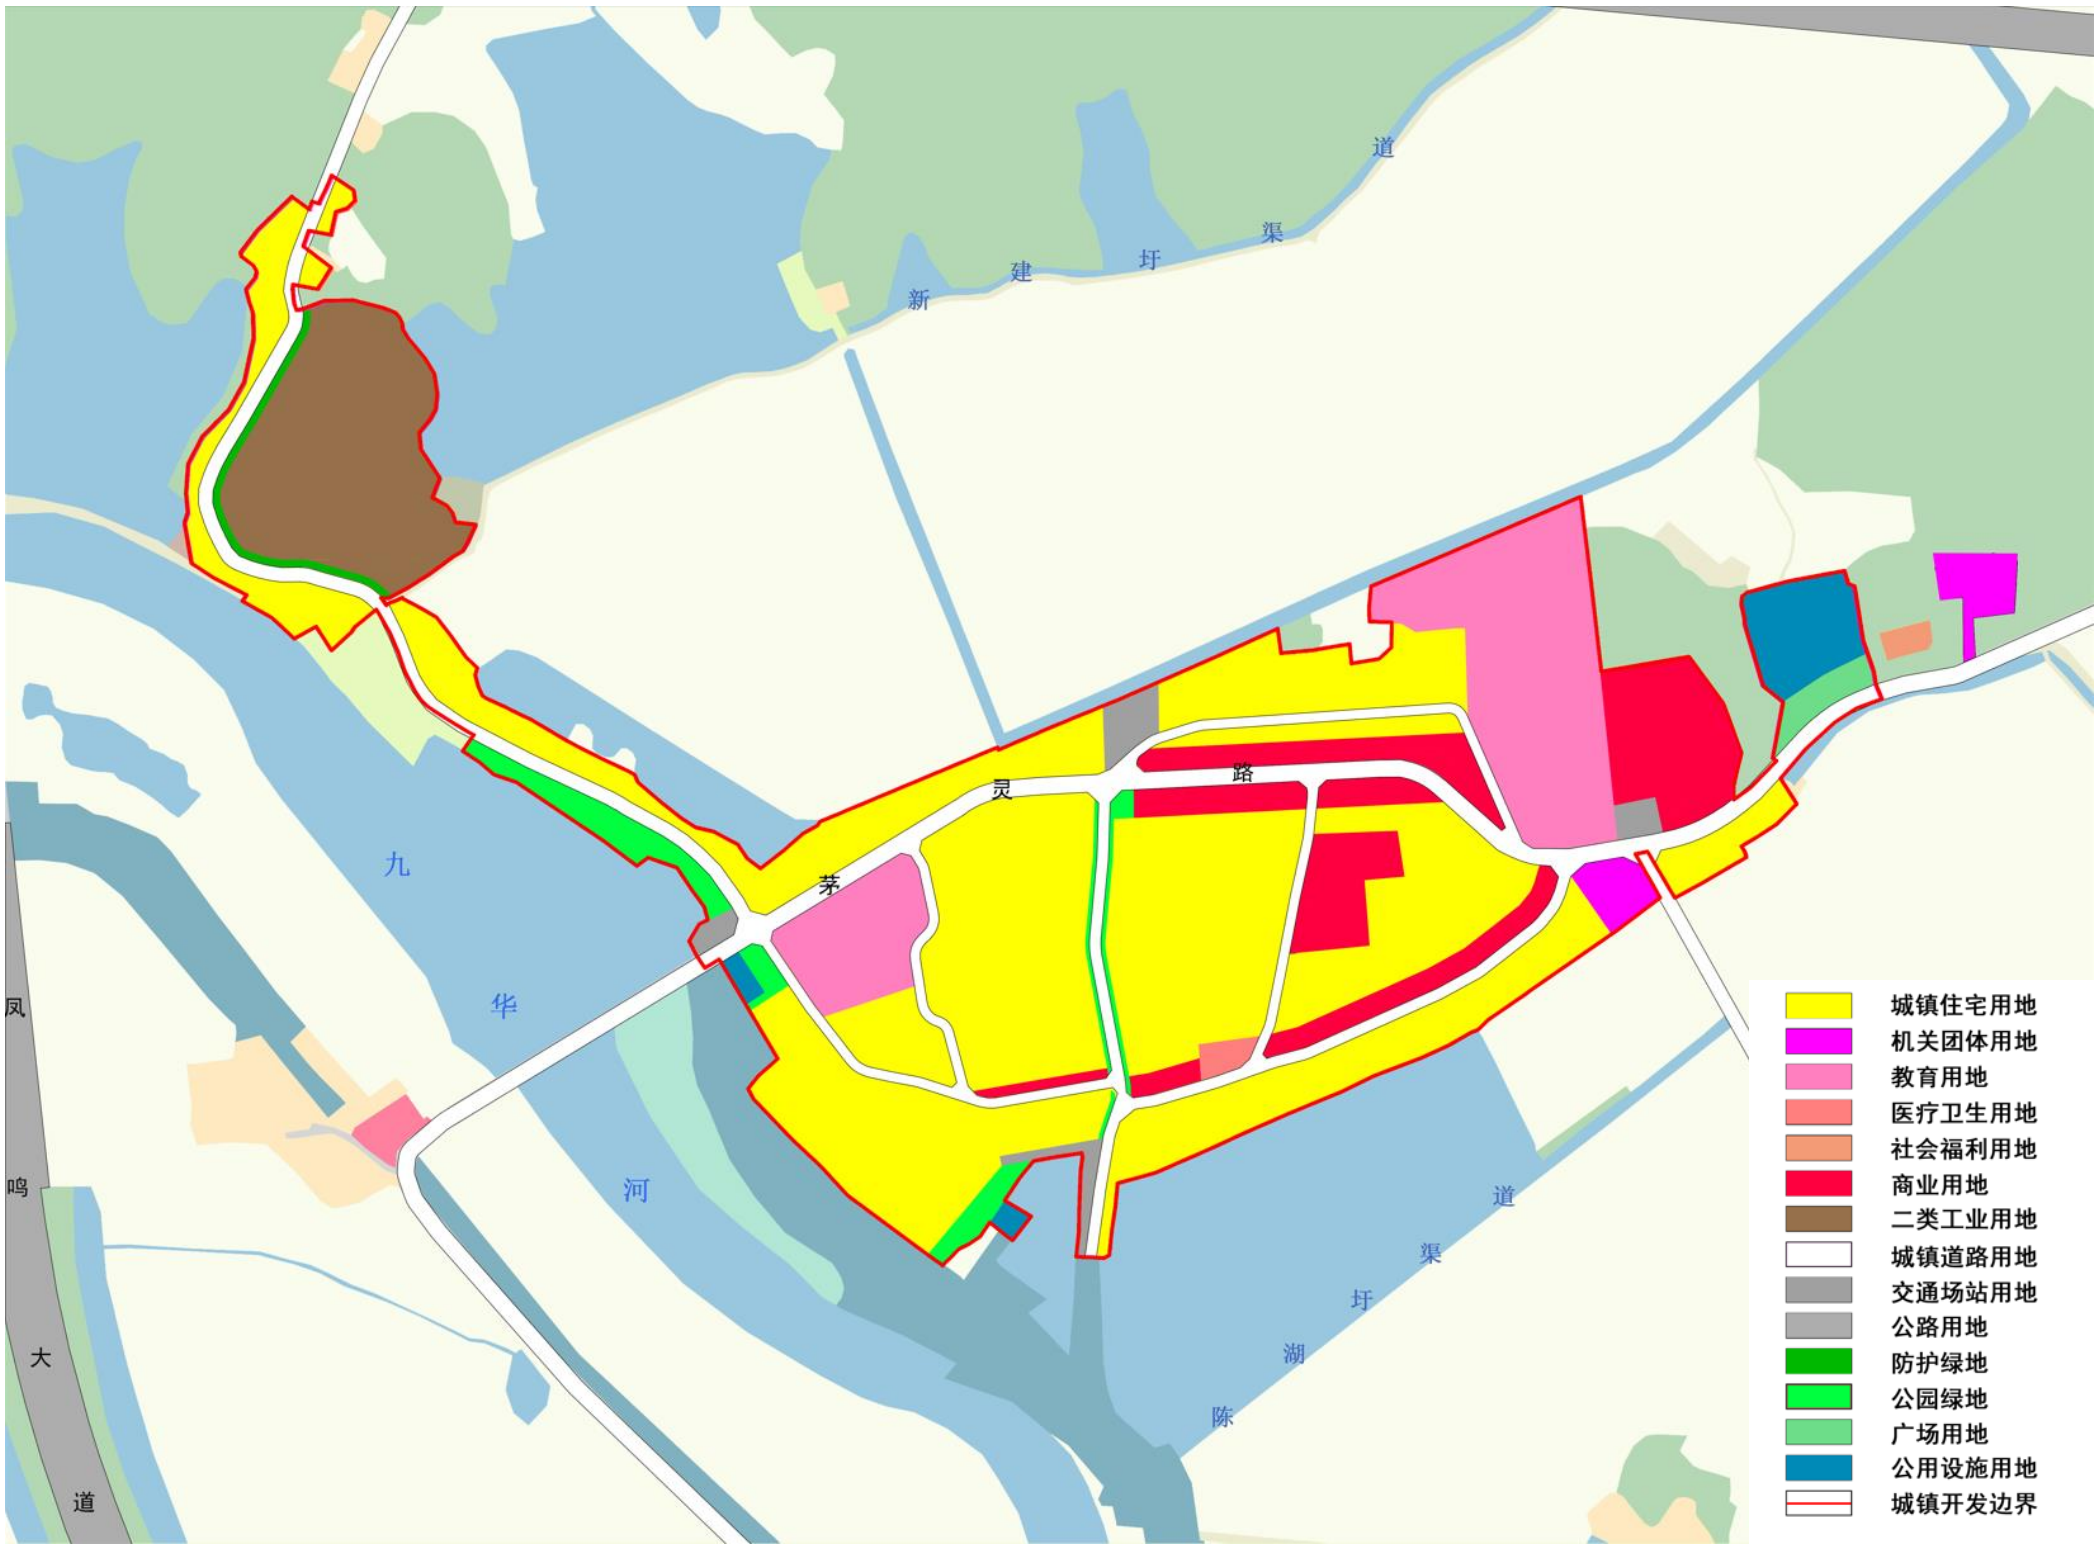 新建圩渠道
茅灵路
九华河
凤鸣大道
陈湖圩渠道
城镇住宅用地
机关团体用地
教育用地
医疗卫生用地
社会福利用地
商业用地
二类工业用地
城镇道路用地
交通场站用地
公路用地
防护绿地
公园绿地
广场用地
公用设施用地
城镇开发边界